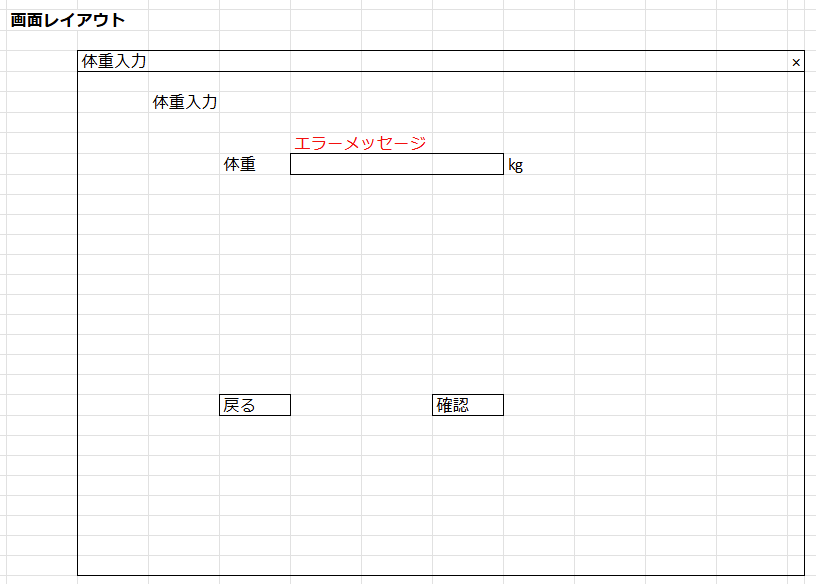 画面レイアウト
体重入力 ×
体重入力
エラーメッセージ
体重 kg
戻る 確認